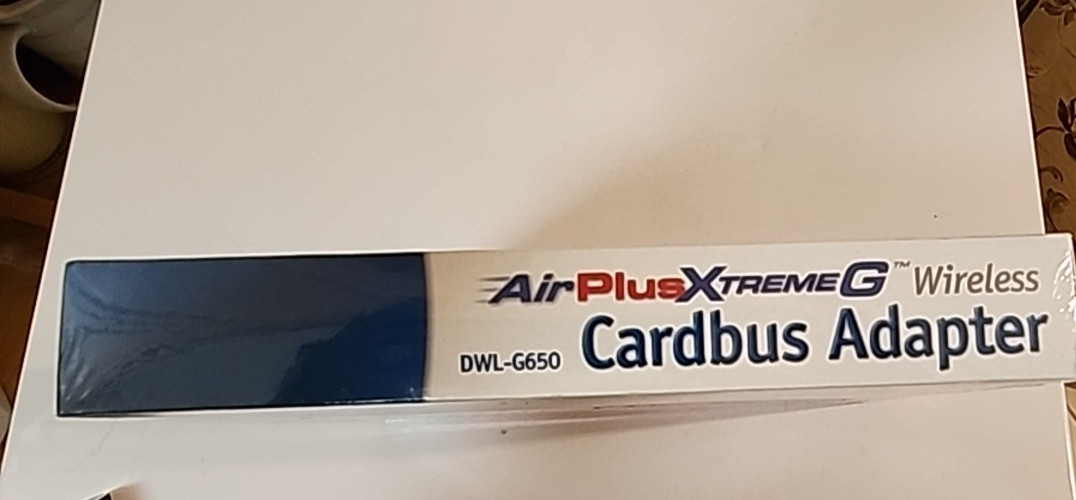 AirPlusXTREMEG™ Wireless
DWL-G650 Cardbus Adapter